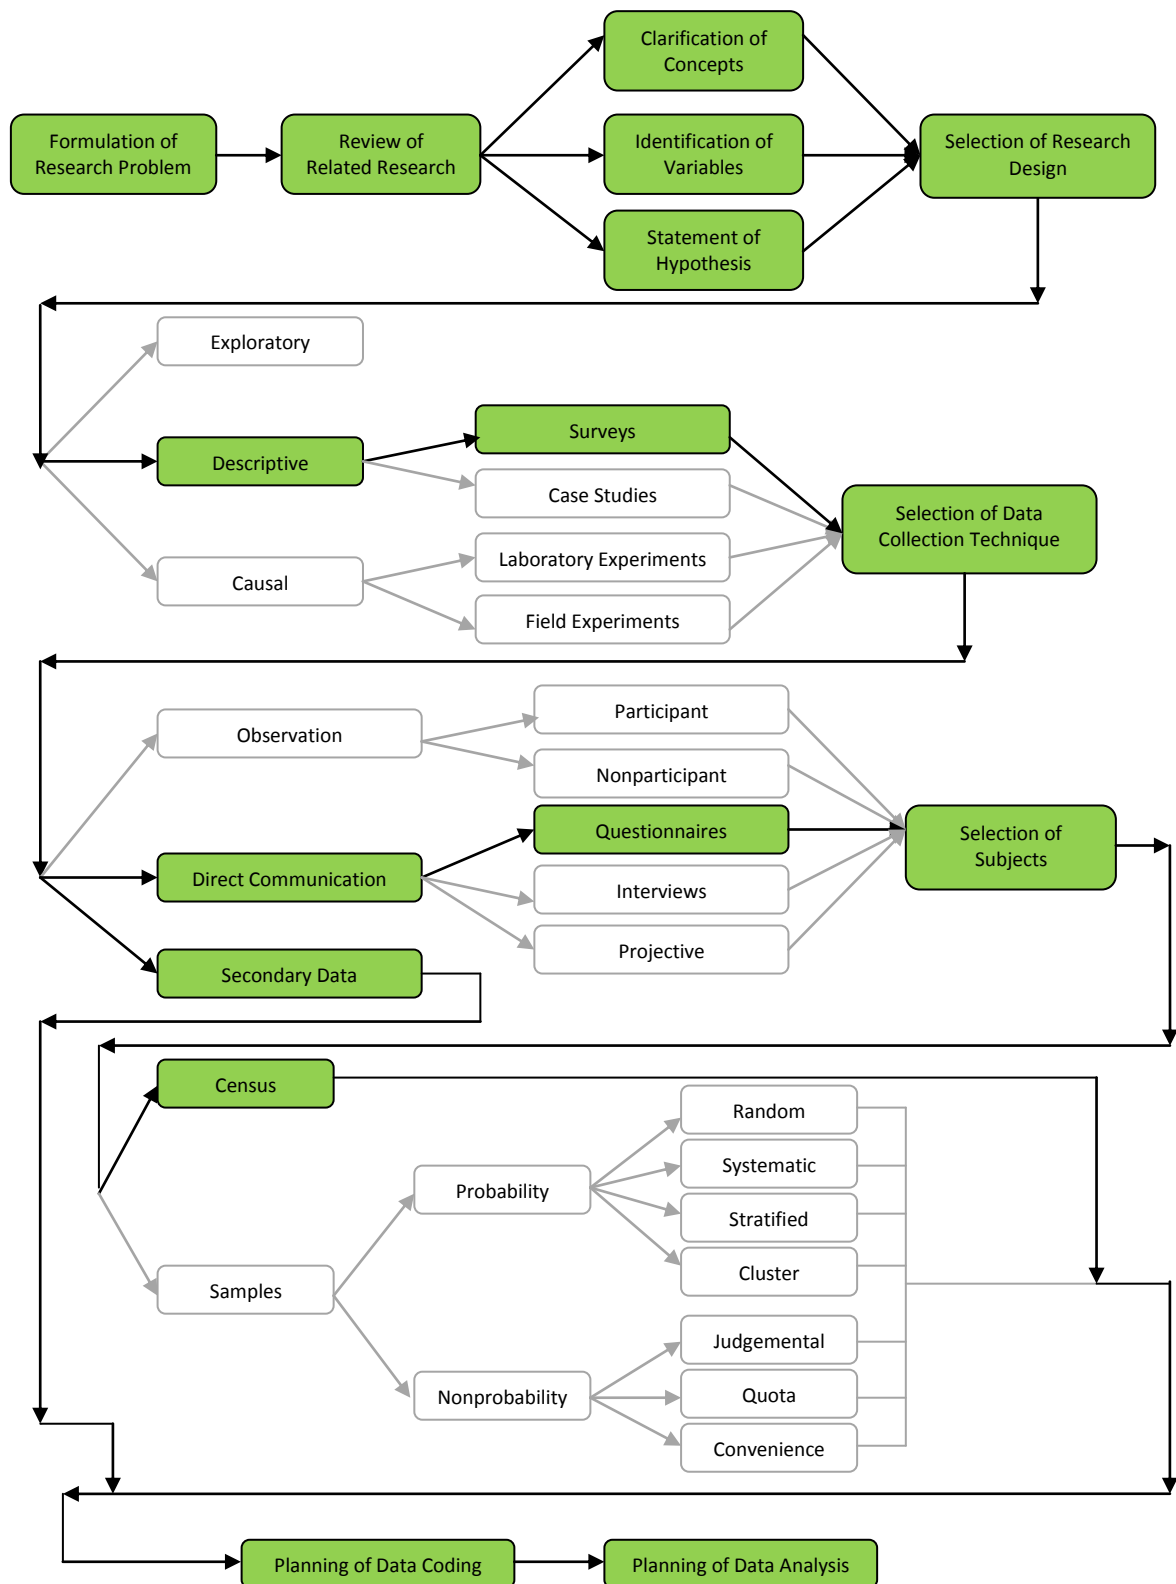 Clarification of
Concepts
Formulation of
Research Problem
Review of
Related Research
Identification of
Variables
Selection of Research
Design
Statement of
Hypothesis
Exploratory
Descriptive
Surveys
Case Studies
Selection of Data
Collection Technique
Causal
Laboratory Experiments
Field Experiments
Observation
Participant
Nonparticipant
Direct Communication
Questionnaires
Selection of
Subjects
Interviews
Projective
Secondary Data
Census
Random
Systematic
Probability
Stratified
Cluster
Samples
Judgemental
Nonprobability
Quota
Convenience
Planning of Data Coding
Planning of Data Analysis